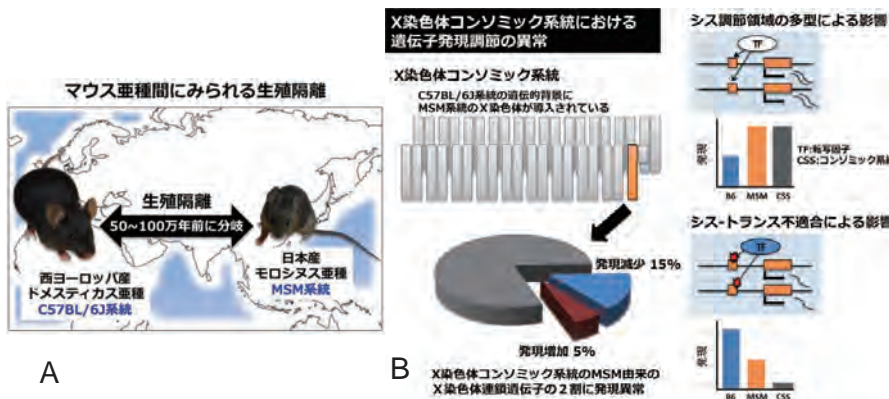 マウス亜種間にみられる生殖隔離
生殖隔離
50~100万年前に分岐
西ヨーロッパ産
ドメスティカス亜種
C57BL/6J系統
日本産
モロシヌス亜種
MSM系統
A
X染色体コンソミック系統における
遺伝子発現調節の異常
X染色体コンソミック系統
C57BL/6J系統の遺伝的背景に
MSM系統のX染色体が導入されている
発現減少 15%
発現増加 5%
B
X染色体コンソミック系統のMSM由来の
X染色体連鎖遺伝子の２割に発現異常
シス調節領域の多型による影響
TF
発現
B6 MSM CSS
TF:転写因子
CSS:コンソミック系統
シス-トランス不適合による影響
TF
発現
B6 MSM CSS